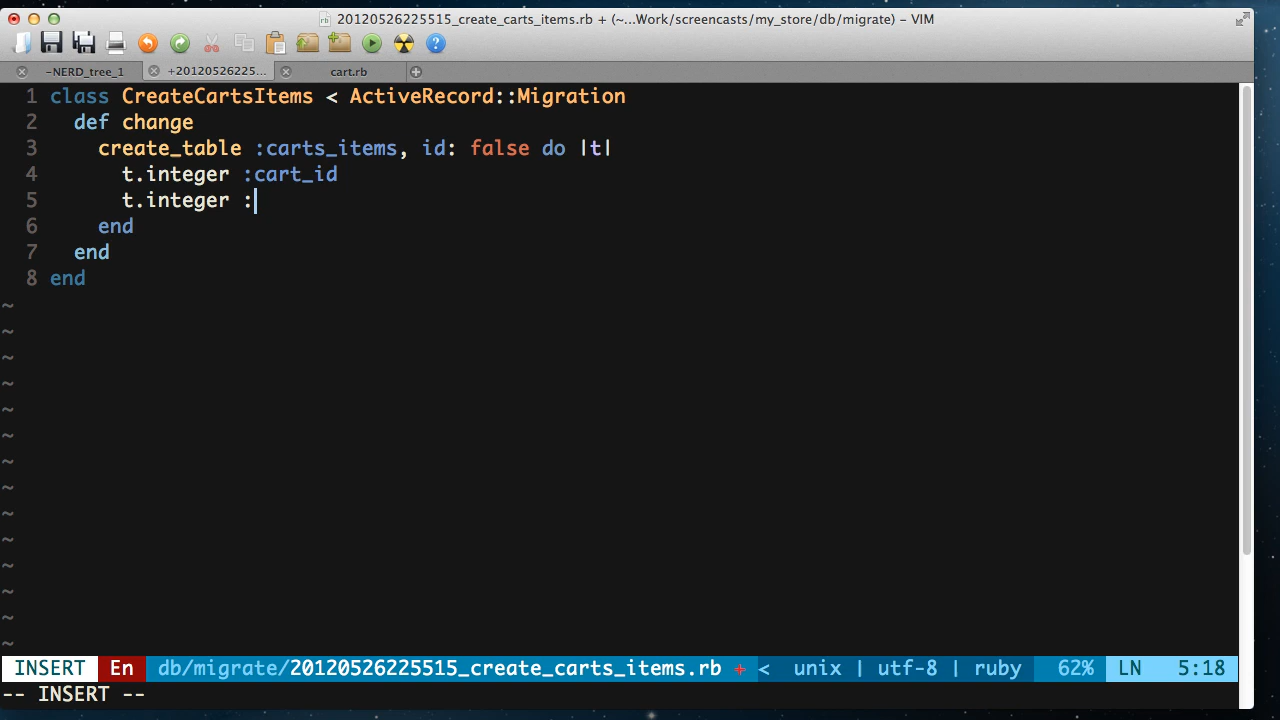 20120526225515_create_carts_items.rb + (~...Work/screencasts/my_store/db/migrate) – VIM
~NERD_tree_1 +20120526225... cart.rb
1 class CreateCartsItems < ActiveRecord::Migration
2 def change
3 create_table :carts_items, id: false do |t|
4 t.integer :cart_id
5 t.integer :
6 end
7 end
8 end
~
~
~
~
~
~
~
~
~
~
~
~
~
~
INSERT En db/migrate/20120526225515_create_carts_items.rb + < unix | utf-8 | ruby 62% LN 5:18
-- INSERT --